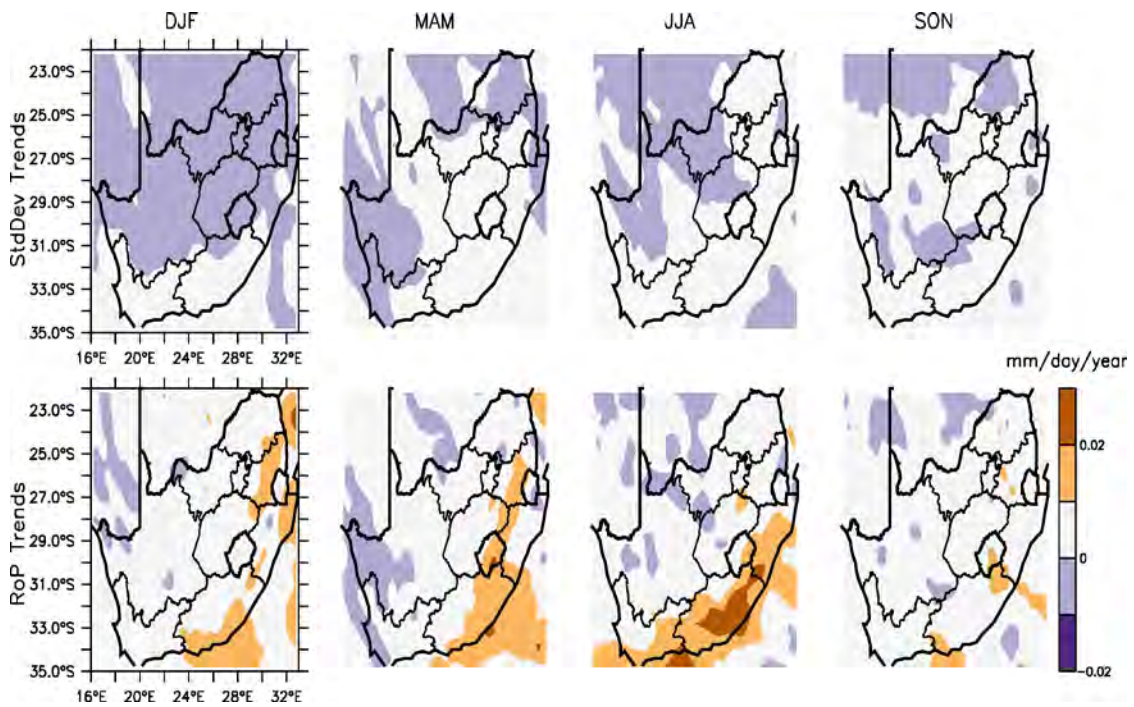 DJF MAM JJA SON
23.0°S
25.0°S
27.0°S
29.0°S
31.0°S
33.0°S
35.0°S
StdDev Trends
16°E 20°E 24°E 28°E 32°E
mm/day/year
23.0°S
25.0°S
27.0°S
29.0°S
31.0°S
33.0°S
35.0°S
RoP Trends
16°E 20°E 24°E 28°E 32°E
0.02
0
-0.02